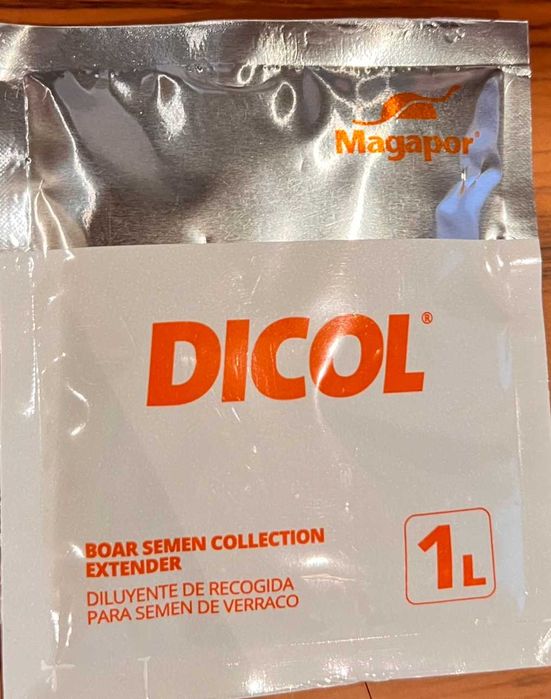 Magapor®
DICOL®
BOAR SEMEN COLLECTION
EXTENDER
DILUYENTE DE RECOGIDA
PARA SEMEN DE VERRACO
1L